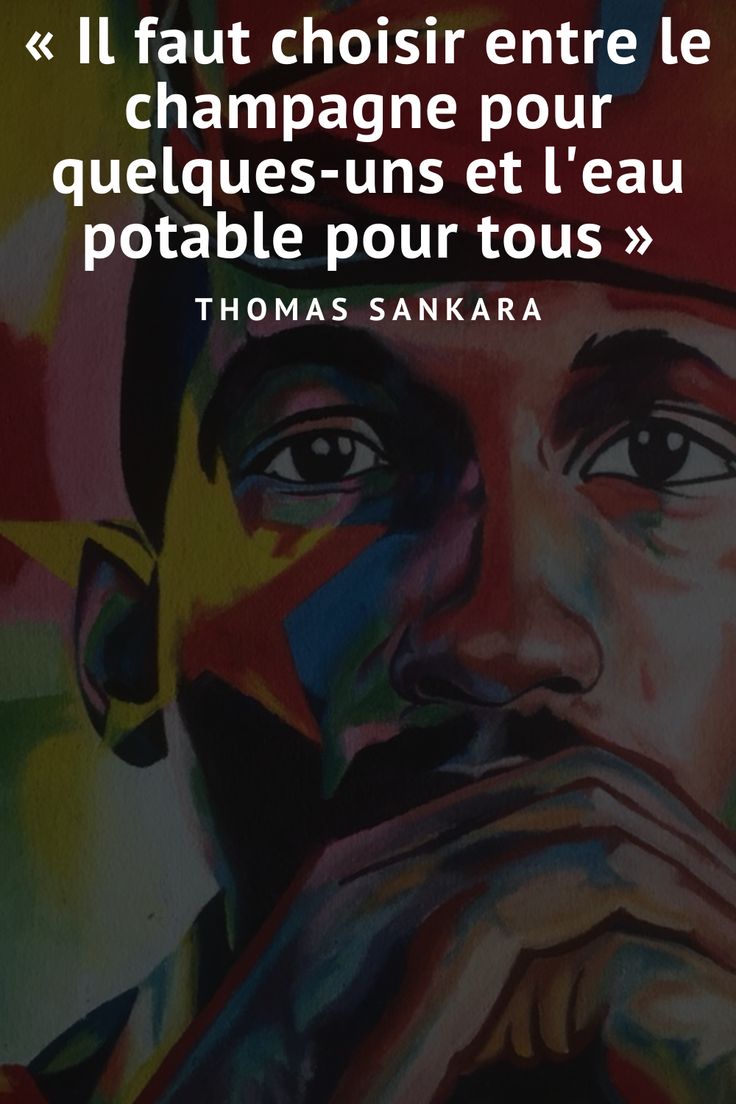 « Il faut choisir entre le
champagne pour
quelques-uns et l'eau
potable pour tous »
THOMAS SANKARA